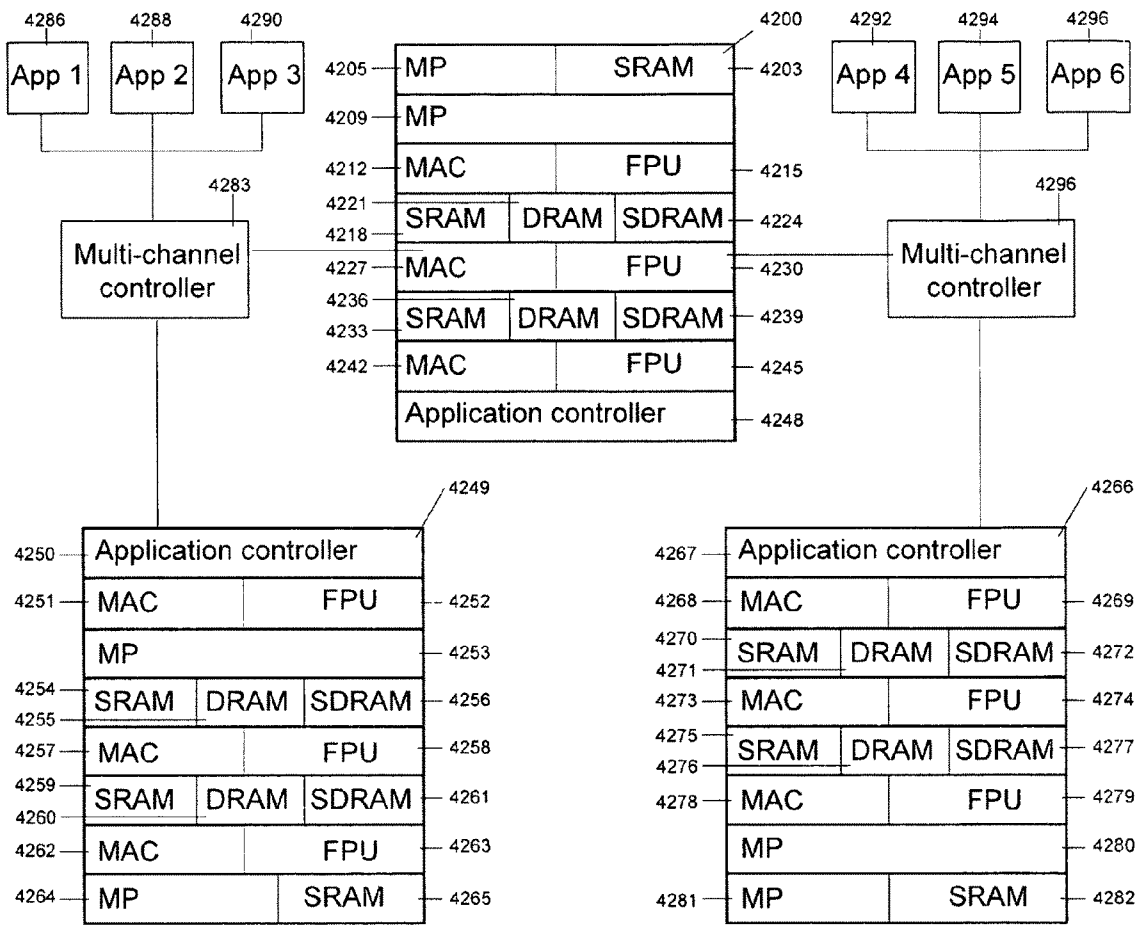 4286 4288 4290 4200 4292 4294 4296
App 1 App 2 App 3 4205 MP SRAM 4203 App 4 App 5 App 6
4209 MP
4212 MAC FPU 4215
4283 4221 4296
4218 SRAM DRAM SDRAM 4224
Multi-channel controller
4227 MAC FPU 4230
Multi-channel controller
4236
4233 SRAM DRAM SDRAM 4239
4242 MAC FPU 4245
Application controller 4248
4249
4250 Application controller
4251 MAC FPU 4252
MP 4253
4254 SRAM DRAM SDRAM 4256
4255
4257 MAC FPU 4258
4259 SRAM DRAM SDRAM 4261
4260
4262 MAC FPU 4263
4264 MP SRAM 4265
4266
4267 Application controller
4268 MAC FPU 4269
4270 SRAM DRAM SDRAM 4272
4271
4273 MAC FPU 4274
4275 SRAM DRAM SDRAM 4277
4276
4278 MAC FPU 4279
MP 4280
4281 MP SRAM 4282